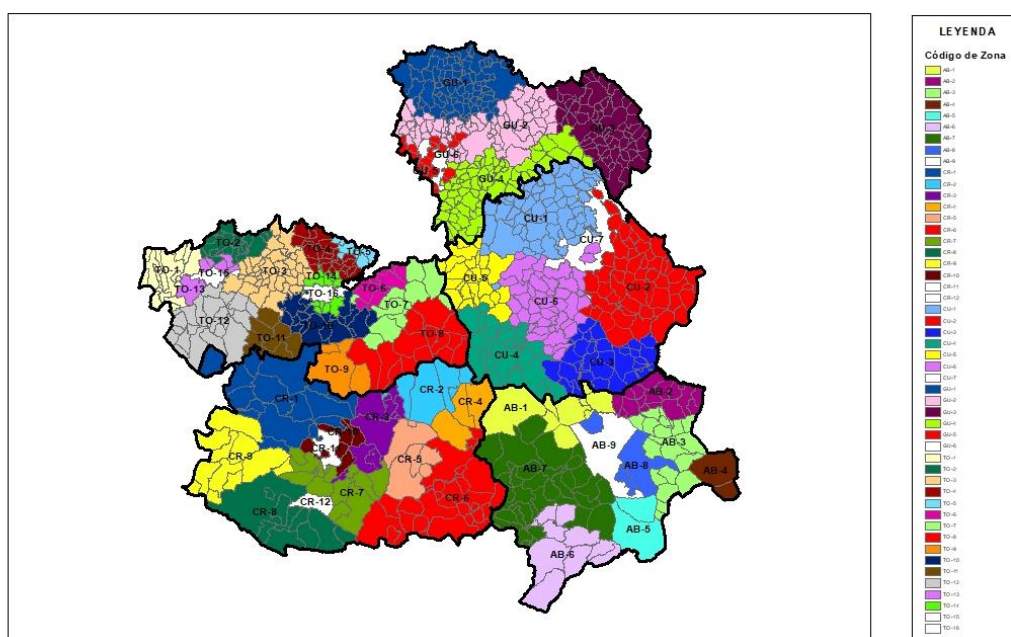 LEYENDA
Código de Zona
AB-1
AB-2
AB-3
AB-4
AB-5
AB-6
AB-7
AB-8
AB-9
CR-1
CR-2
CR-3
CR-4
CR-5
CR-6
CR-7
CR-8
CR-9
CR-10
CR-11
CR-12
CU-1
CU-2
CU-3
CU-4
CU-5
CU-6
CU-7
GU-1
GU-2
GU-3
GU-4
GU-5
GU-6
TO-1
TO-2
TO-3
TO-4
TO-5
TO-6
TO-7
TO-8
TO-9
TO-10
TO-11
TO-12
TO-13
TO-14
TO-15
TO-16
GU-1
GU-2
GU-6
GU-5
GU-4
CU-1
CU-7
CU-5
CU-2
CU-6
CU-4
CU-3
TO-2
TO-4
TO-5
TO-1
TO-15
TO-3
TO-14
TO-13
TO-16
TO-6
TO-7
TO-12
TO-10
TO-11
TO-8
TO-9
CR-1
CR-2
CR-3
CR-4
CR-9
CR-5
CR-7
CR-6
CR-12
CR-8
AB-1
AB-2
AB-9
AB-3
AB-7
AB-8
AB-4
AB-5
AB-6